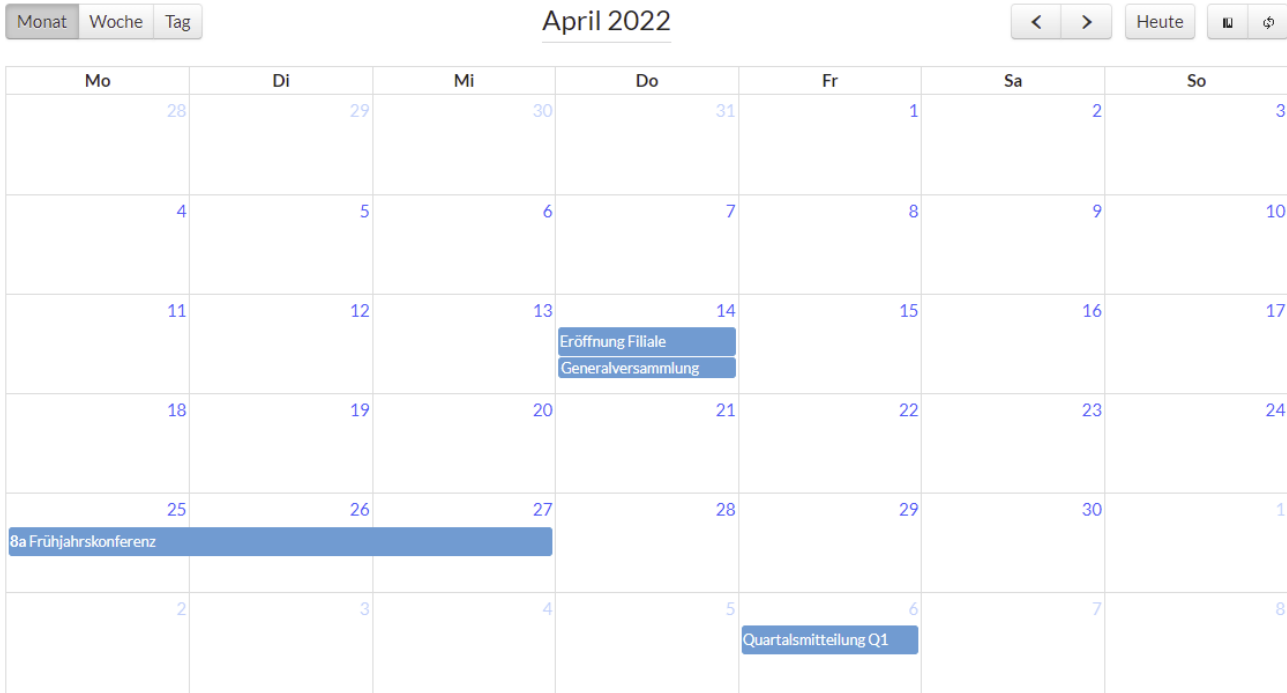 Monat Woche Tag April 2022 Heute
Mo Di Mi Do Fr Sa So
28 29 30 31 1 2 3
4 5 6 7 8 9 10
11 12 13 14 15 16 17
Eröffnung Filiale
Generalversammlung
18 19 20 21 22 23 24
25 26 27 28 29 30 1
8a Frühjahrskonferenz
2 3 4 5 6 7 8
Quartalsmitteilung Q1